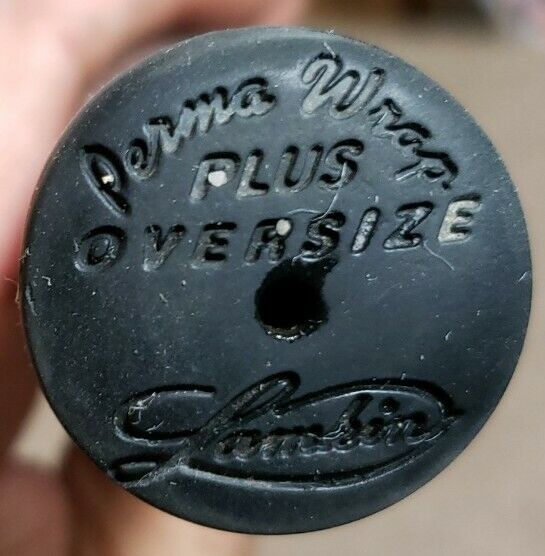 Perma Wrap
PLUS
OVERSIZE
Lamkin